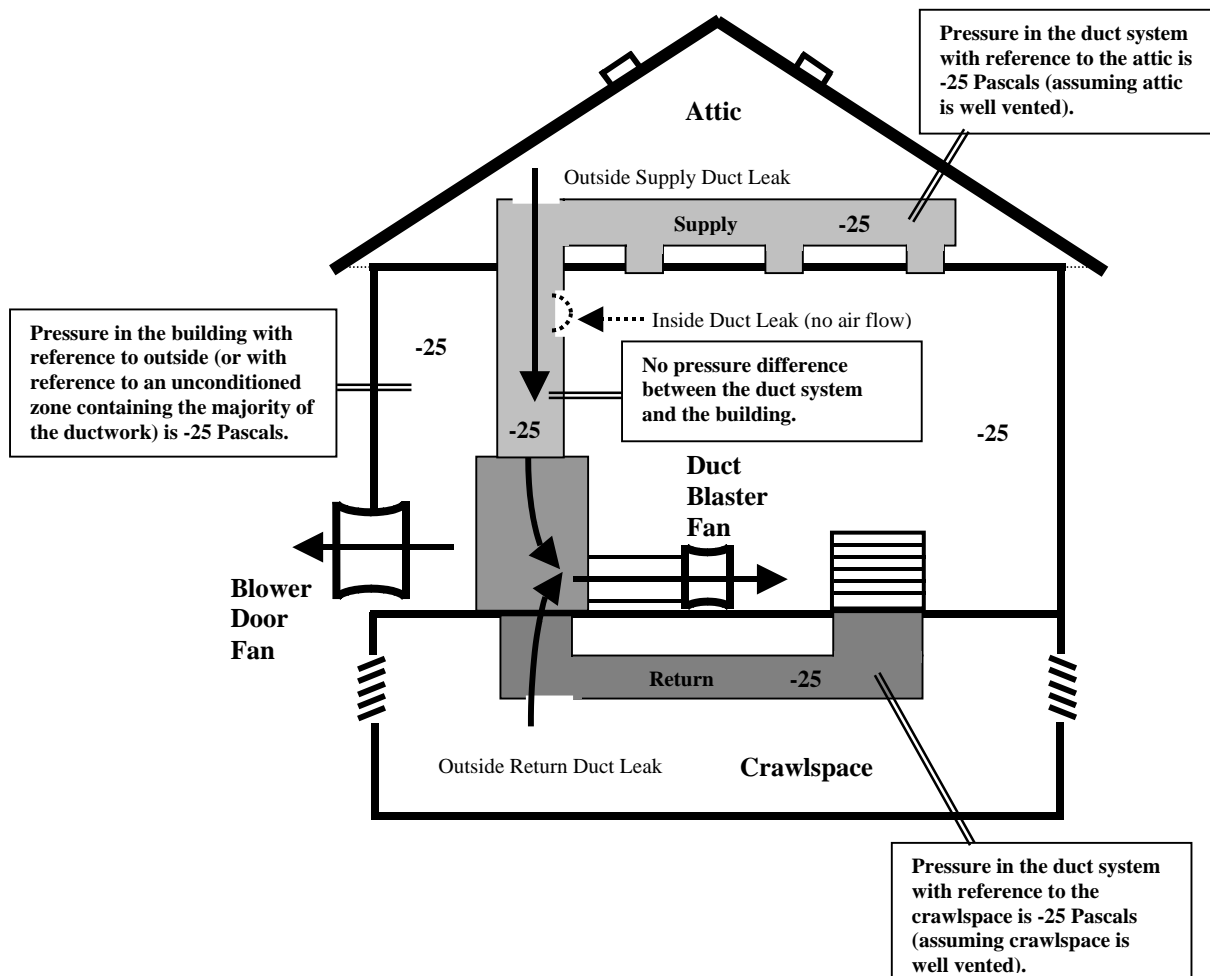 Pressure in the duct system
with reference to the attic is
-25 Pascals (assuming attic
is well vented).
Attic
Outside Supply Duct Leak
Supply
-25
Pressure in the building with
reference to outside (or with
reference to an unconditioned
zone containing the majority of
the ductwork) is -25 Pascals.
-25
Inside Duct Leak (no air flow)
No pressure difference
between the duct system
and the building.
-25
-25
Duct
Blaster
Fan
Blower
Door
Fan
Return
-25
Outside Return Duct Leak
Crawlspace
Pressure in the duct system
with reference to the
crawlspace is -25 Pascals
(assuming crawlspace is
well vented).